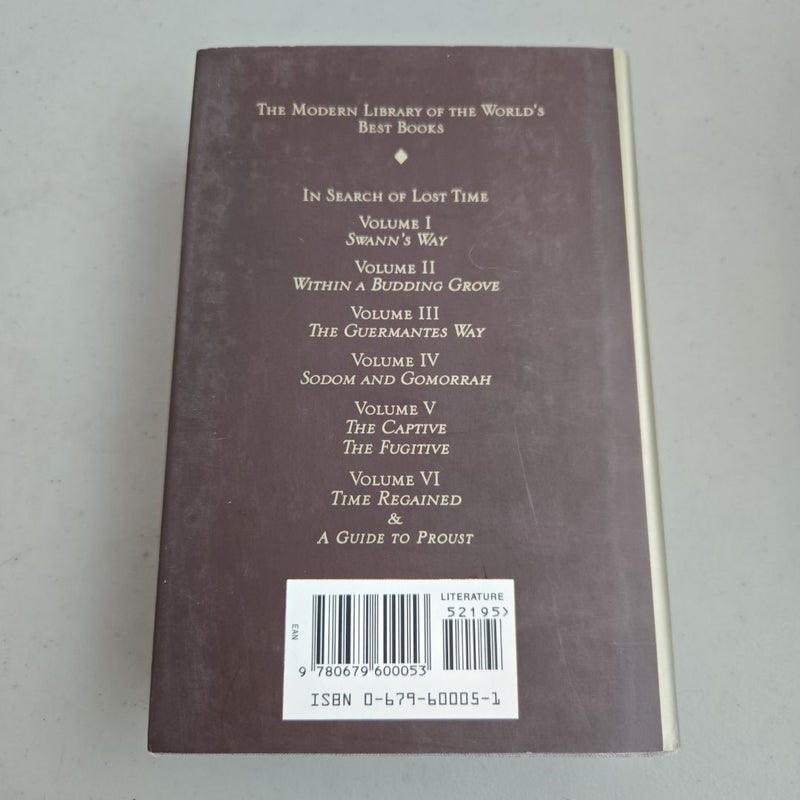 The Modern Library of the World's
Best Books
In Search of Lost Time
Volume I
Swann's Way
Volume II
Within a Budding Grove
Volume III
The Guermantes Way
Volume IV
Sodom and Gomorrah
Volume V
The Captive
The Fugitive
Volume VI
Time Regained
&
A Guide to Proust
LITERATURE
52195>
EAN
9 780679 600053
ISBN 0-679-60005-1